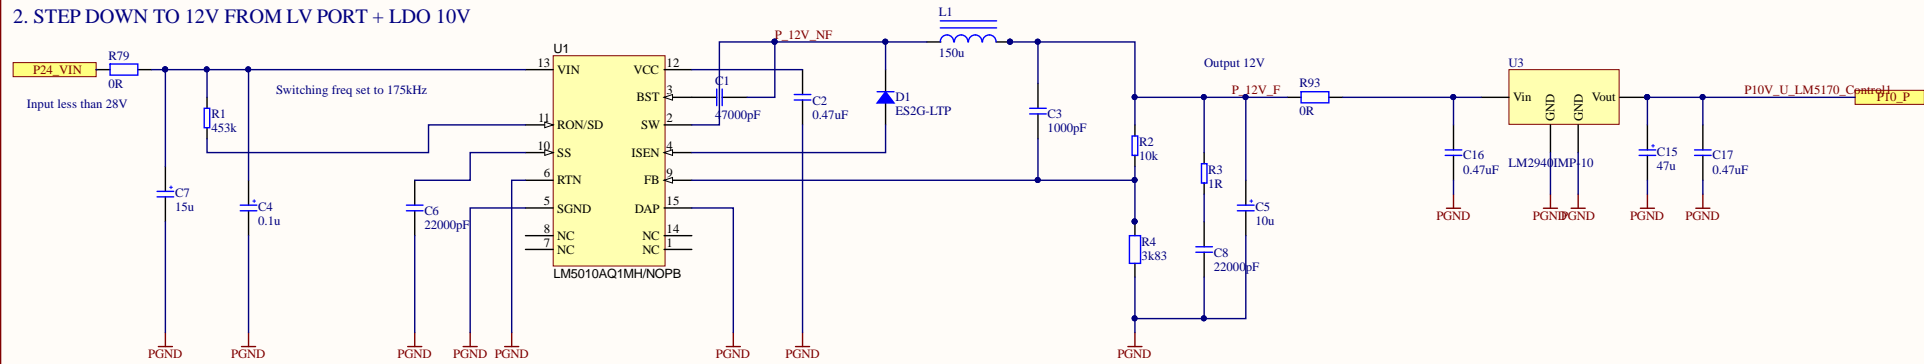 2. STEP DOWN TO 12V FROM LV PORT + LDO 10V
P24_VIN
R79
0R
Input less than 28V
R1
453k
Switching freq set to 175kHz
C7
15u
C4
0.1u
C6
22000pF
U1
13 VIN
11 RON/SD
10 SS
6 RTN
5 SGND
8 NC
7 NC
VCC 12
BST 3
SW 2
ISEN 4
FB 9
DAP 15
NC 14
NC 1
LM5010AQ1MH/NOPB
P_12V_NF
C1
47000pF
C2
0.47uF
D1
ES2G-LTP
L1
150u
C3
1000pF
R2
10k
R4
3k83
Output 12V
P_12V_F
R3
1R
C8
22000pF
C5
10u
R93
0R
C16
0.47uF
U3
Vin
GND
GND
Vout
LM2940IMP-10
C15
47u
C17
0.47uF
P10V_U_LM5170_Control1
P10_P
PGND
PGND
PGND
PGND
PGND
PGND
PGND
PGND
PGND
PGND
PGND
PGND
PGND